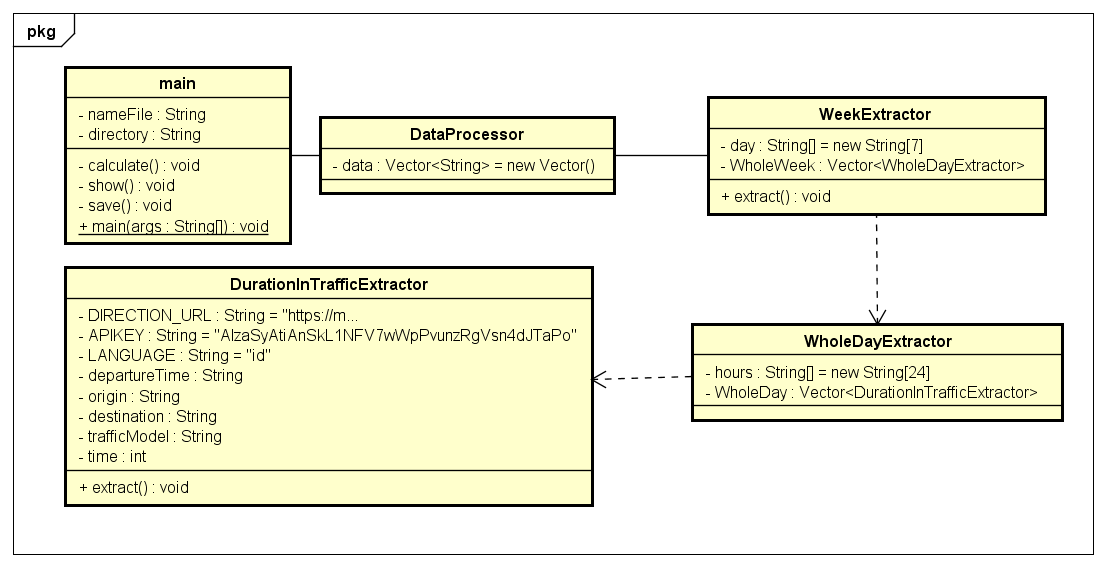 pkg
main
- nameFile : String
- directory : String
- calculate() : void
- show() : void
- save() : void
+ main(args : String[]) : void
DataProcessor
- data : Vector<String> = new Vector()
WeekExtractor
- day : String[] = new String[7]
- WholeWeek : Vector<WholeDayExtractor>
+ extract() : void
DurationInTrafficExtractor
- DIRECTION_URL : String = "https://m...
- APIKEY : String = "AIzaSyAtiAnSkL1NFV7wWpPvunzRgVsn4dJTaPo"
- LANGUAGE : String = "id"
- departureTime : String
- origin : String
- destination : String
- trafficModel : String
- time : int
+ extract() : void
WholeDayExtractor
- hours : String[] = new String[24]
- WholeDay : Vector<DurationInTrafficExtractor>